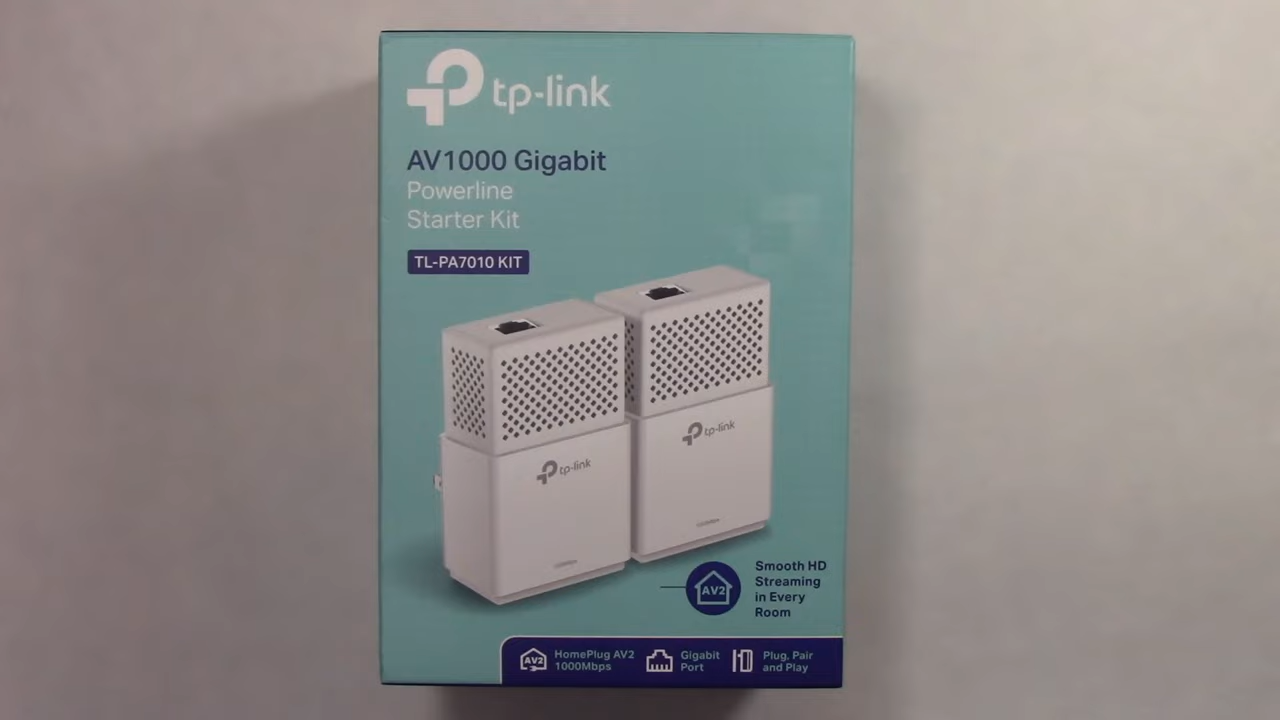 tp-link
AV1000 Gigabit
Powerline
Starter Kit
TL-PA7010 KIT
tp-link
tp-link
AV2
Smooth HD
Streaming
in Every
Room
AV2
HomePlug AV2
1000Mbps
Gigabit
Port
Plug, Pair
and Play